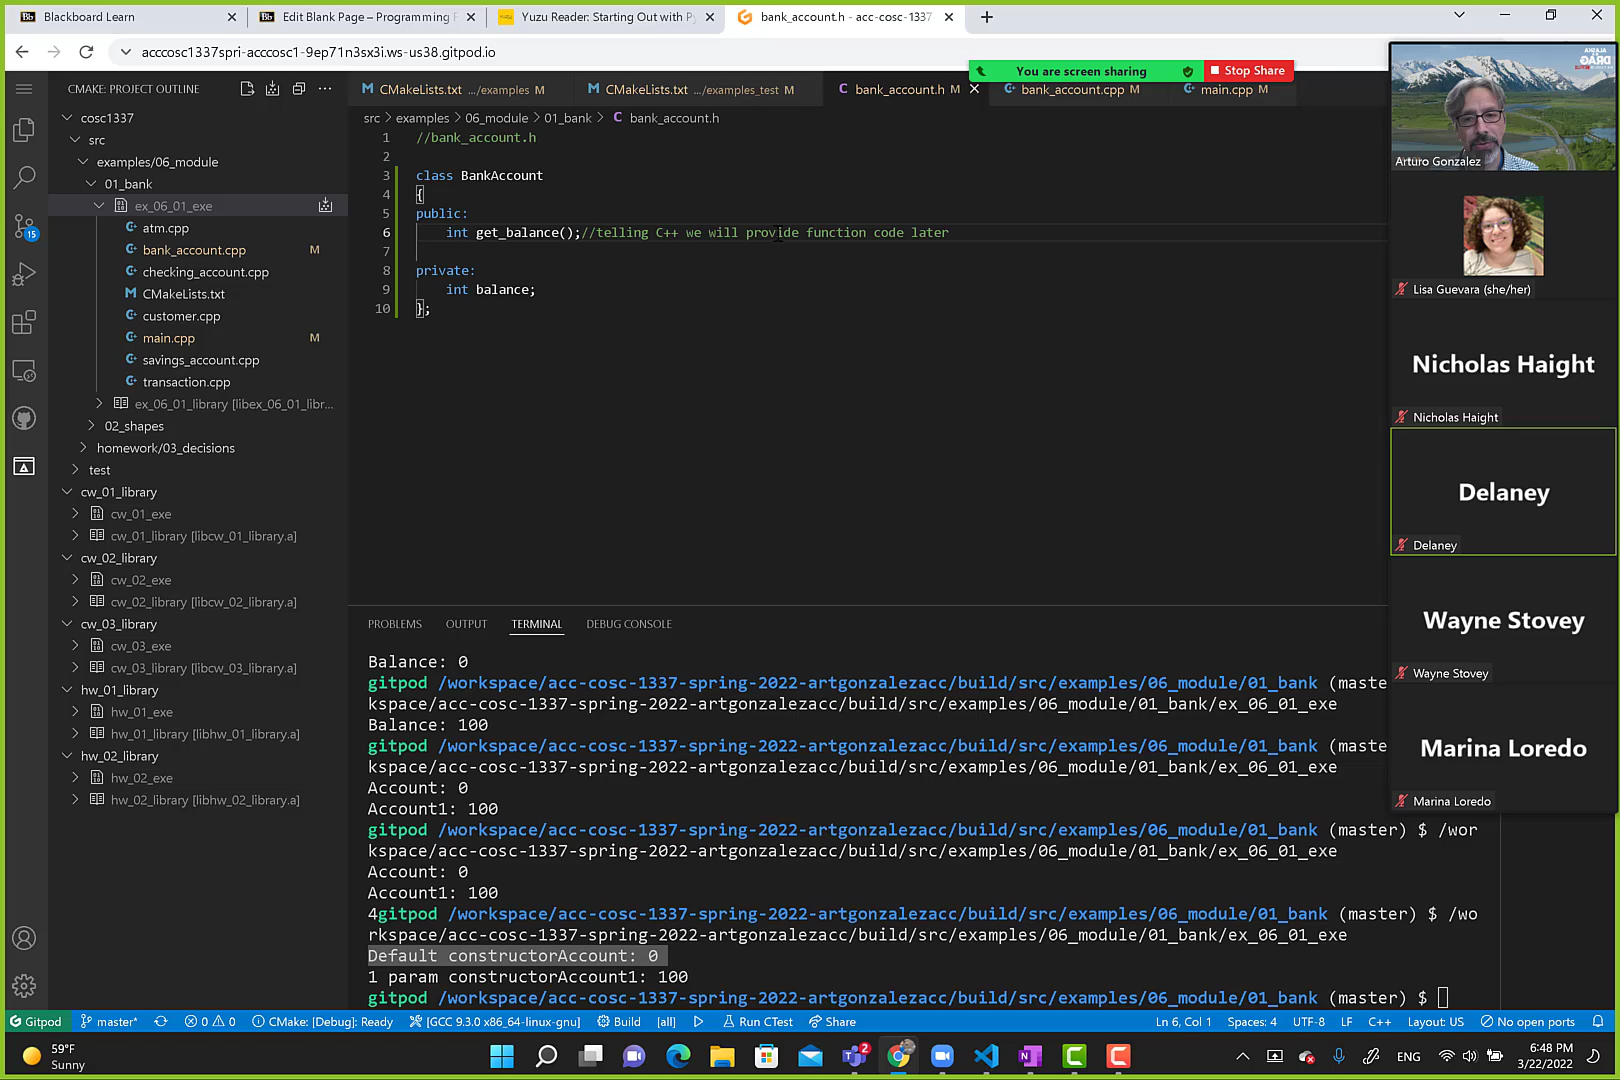 Blackboard Learn
Edit Blank Page – Programming F
Yuzu Reader: Starting Out with Py
bank_account.h - acc-cosc-1337
acccosc1337spri-acccosc1-9ep71n3sx3i.ws-us38.gitpod.io
You are screen sharing
Stop Share
CMAKE: PROJECT OUTLINE
cosc1337
src
examples/06_module
01_bank
ex_06_01_exe
atm.cpp
bank_account.cpp M
checking_account.cpp
CMakeLists.txt
customer.cpp
main.cpp M
savings_account.cpp
transaction.cpp
ex_06_01_library [libex_06_01_libr...
02_shapes
homework/03_decisions
test
cw_01_library
cw_01_exe
cw_01_library [libcw_01_library.a]
cw_02_library
cw_02_exe
cw_02_library [libcw_02_library.a]
cw_03_library
cw_03_exe
cw_03_library [libcw_03_library.a]
hw_01_library
hw_01_exe
hw_01_library [libhw_01_library.a]
hw_02_library
hw_02_exe
hw_02_library [libhw_02_library.a]
15
CMakeLists.txt .../examples M
CMakeLists.txt .../examples_test M
bank_account.h M
bank_account.cpp M
main.cpp M
src > examples > 06_module > 01_bank > C bank_account.h
1 //bank_account.h
2
3 class BankAccount
4 {
5 public:
6 int get_balance();//telling C++ we will provide function code later
7
8 private:
9 int balance;
10 };
PROBLEMS OUTPUT TERMINAL DEBUG CONSOLE
Balance: 0
gitpod /workspace/acc-cosc-1337-spring-2022-artgonzalezacc/build/src/examples/06_module/01_bank (maste
kspace/acc-cosc-1337-spring-2022-artgonzalezacc/build/src/examples/06_module/01_bank/ex_06_01_exe
Balance: 100
gitpod /workspace/acc-cosc-1337-spring-2022-artgonzalezacc/build/src/examples/06_module/01_bank (maste
kspace/acc-cosc-1337-spring-2022-artgonzalezacc/build/src/examples/06_module/01_bank/ex_06_01_exe
Account: 0
Account1: 100
gitpod /workspace/acc-cosc-1337-spring-2022-artgonzalezacc/build/src/examples/06_module/01_bank (master) $ /wor
kspace/acc-cosc-1337-spring-2022-artgonzalezacc/build/src/examples/06_module/01_bank/ex_06_01_exe
Account: 0
Account1: 100
4gitpod /workspace/acc-cosc-1337-spring-2022-artgonzalezacc/build/src/examples/06_module/01_bank (master) $ /wo
rkspace/acc-cosc-1337-spring-2022-artgonzalezacc/build/src/examples/06_module/01_bank/ex_06_01_exe
Default constructorAccount: 0
1 param constructorAccount1: 100
gitpod /workspace/acc-cosc-1337-spring-2022-artgonzalezacc/build/src/examples/06_module/01_bank (master) $
Arturo Gonzalez
Lisa Guevara (she/her)
Nicholas Haight
Nicholas Haight
Delaney
Delaney
Wayne Stovey
Wayne Stovey
Marina Loredo
Marina Loredo
Gitpod master* 0 0 CMake: [Debug]: Ready [GCC 9.3.0 x86_64-linux-gnu] Build [all] Run CTest Share Ln 6, Col 1 Spaces: 4 UTF-8 LF C++ Layout: US No open ports
59°F
Sunny
2
ENG
6:48 PM
3/22/2022